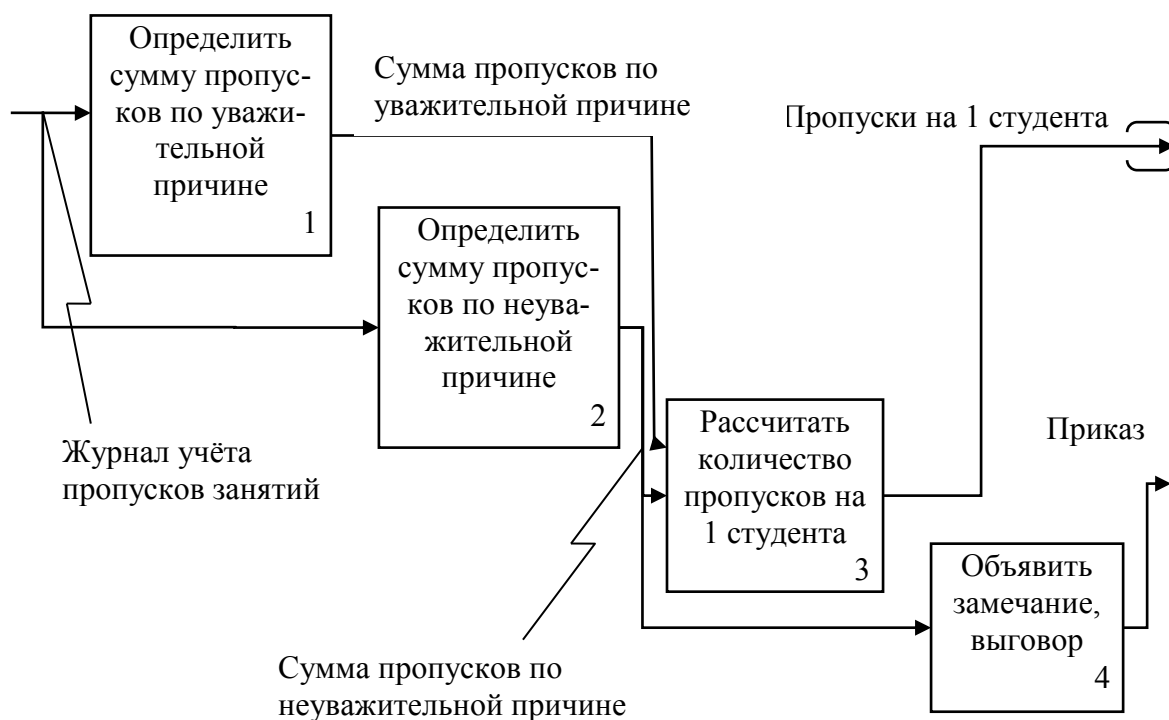 Определить
сумму пропус-
ков по уважи-
тельной
причине
1
Сумма пропусков по
уважительной причине
Пропуски на 1 студента
Определить
сумму пропус-
ков по неува-
жительной
причине
2
Журнал учёта
пропусков занятий
Рассчитать
количество
пропусков на
1 студента
3
Приказ
Объявить
замечание,
выговор
4
Сумма пропусков по
неуважительной причине